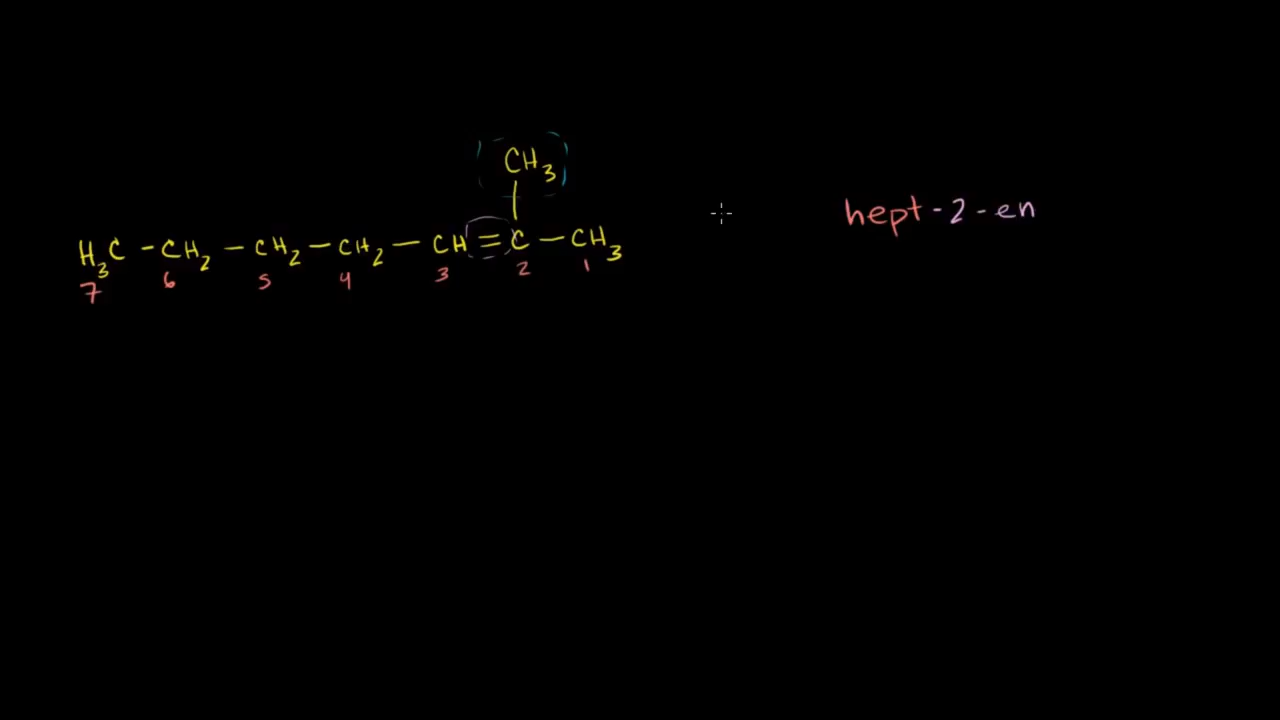 CH3
H3C - CH2 - CH2 - CH2 - CH = C - CH3
7 6 5 4 3 2 1
hept-2-en